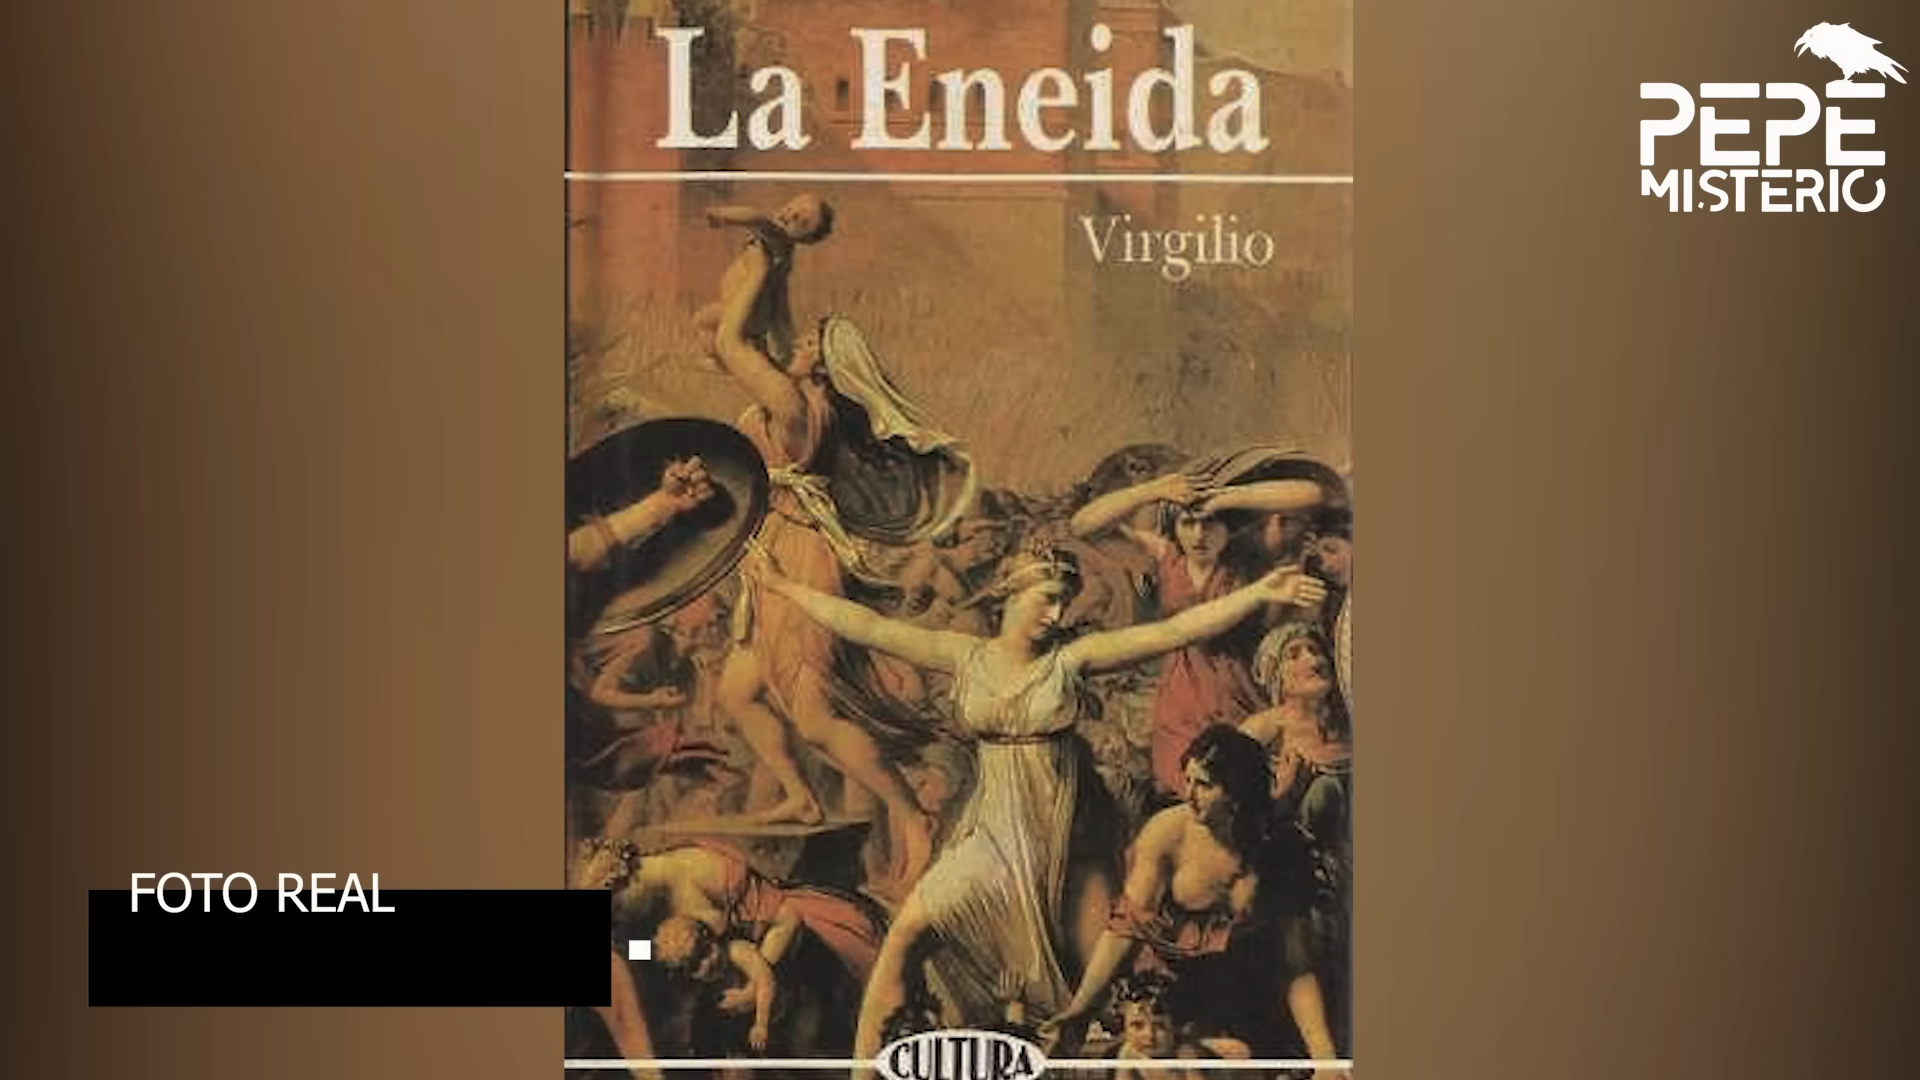 La Eneida
Virgilio
PEPE
MISTERIO
FOTO REAL
CULTURA